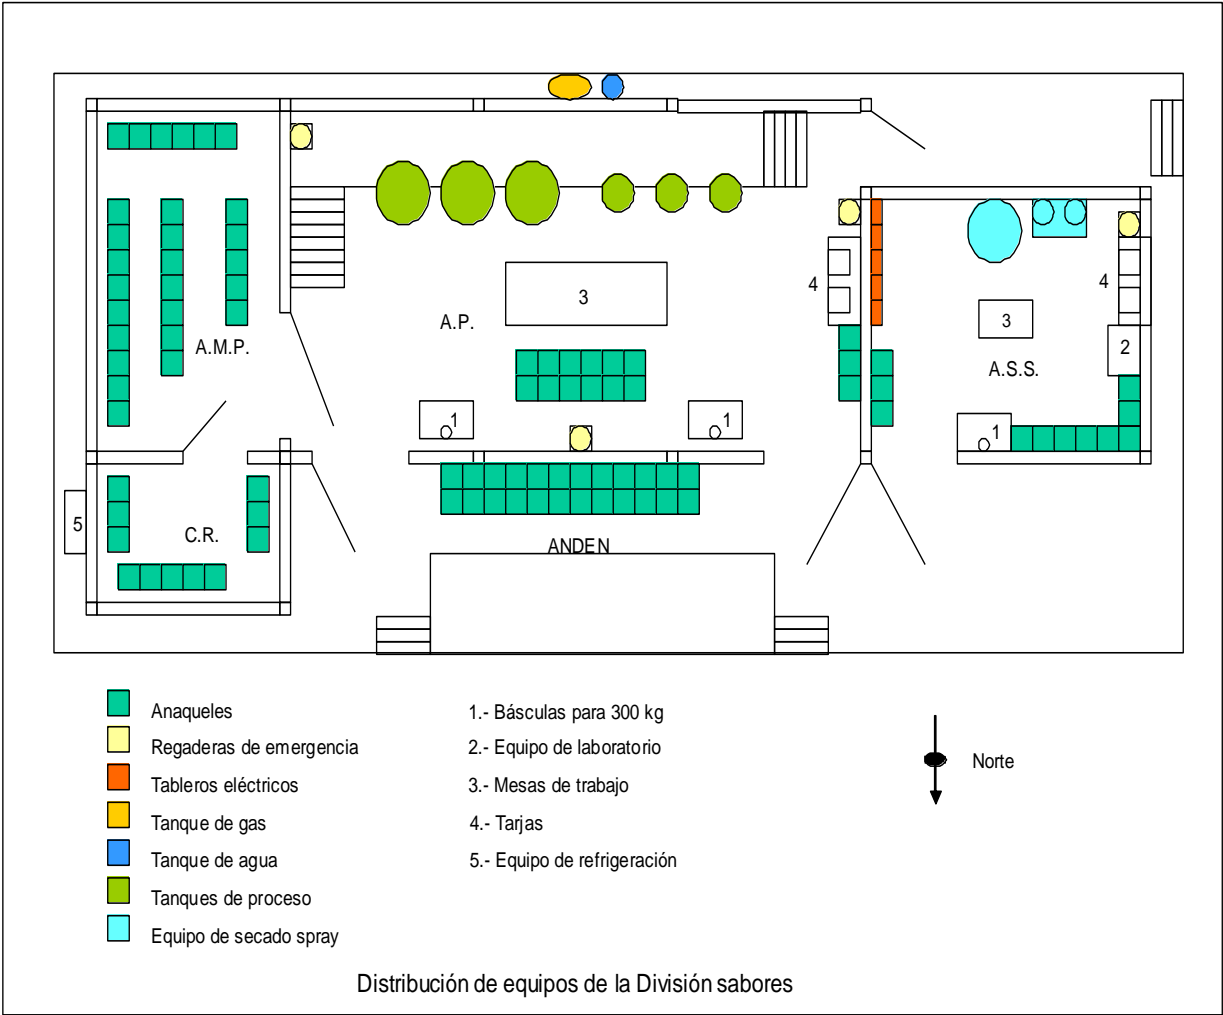 4
4
3
3
A.P.
A.M.P.
2
A.S.S.
1
1
1
5
C.R.
ANDEN
Anaqueles
Regaderas de emergencia
Tableros eléctricos
Tanque de gas
Tanque de agua
Tanques de proceso
Equipo de secado spray
1.- Básculas para 300 kg
2.- Equipo de laboratorio
3.- Mesas de trabajo
4.- Tarjas
5.- Equipo de refrigeración
Norte
Distribución de equipos de la División sabores